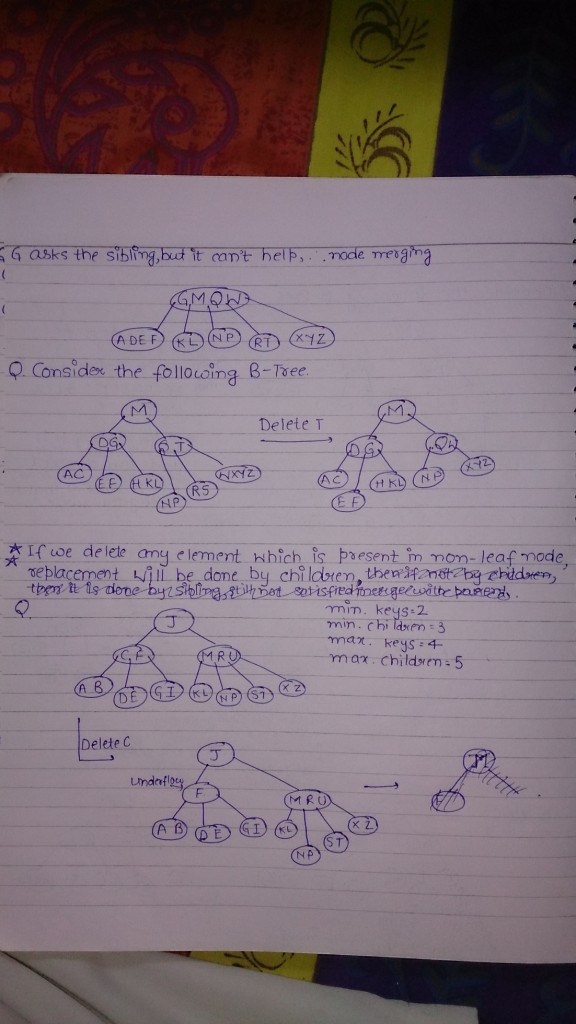 G asks the sibling, but it can't help, ∴ node merging
GMQW
ADEF KL NP RT XYZ
Q. Consider the following B-Tree.
M M
Delete T
DG QT DG QW
AC EF HKL NP RS WXYZ AC EF HKL NP XYZ
* If we delete any element which is present in non-leaf node,
* replacement will be done by children, then if not by children,
then it is done by sibling, still not satisfied merge with parent.
Q. min. keys=2
J min. children=3
max. keys=4
CF MRU max. children=5
AB DE GI KL NP ST XZ
Delete C
J M
underflow F MRU
AB DE GI KL NP ST XZ